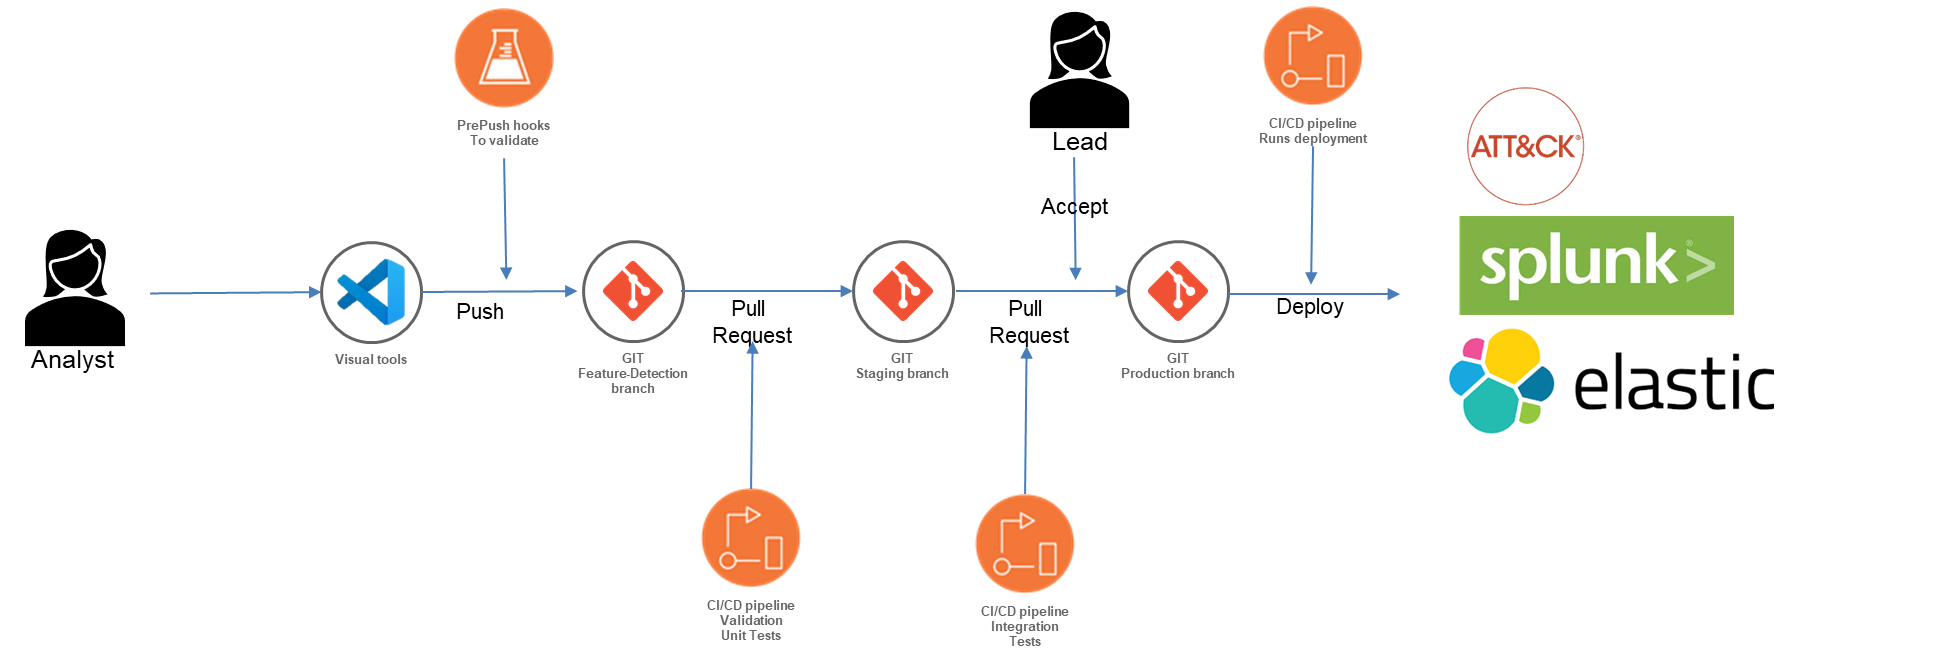 PrePush hooks
To validate
Lead
Accept
CI/CD pipeline
Runs deployment
ATT&CK®
splunk>®
elastic
Analyst
Visual tools
Push
GIT
Feature-Detection
branch
Pull
Request
GIT
Staging branch
Pull
Request
GIT
Production branch
Deploy
CI/CD pipeline
Validation
Unit Tests
CI/CD pipeline
Integration
Tests